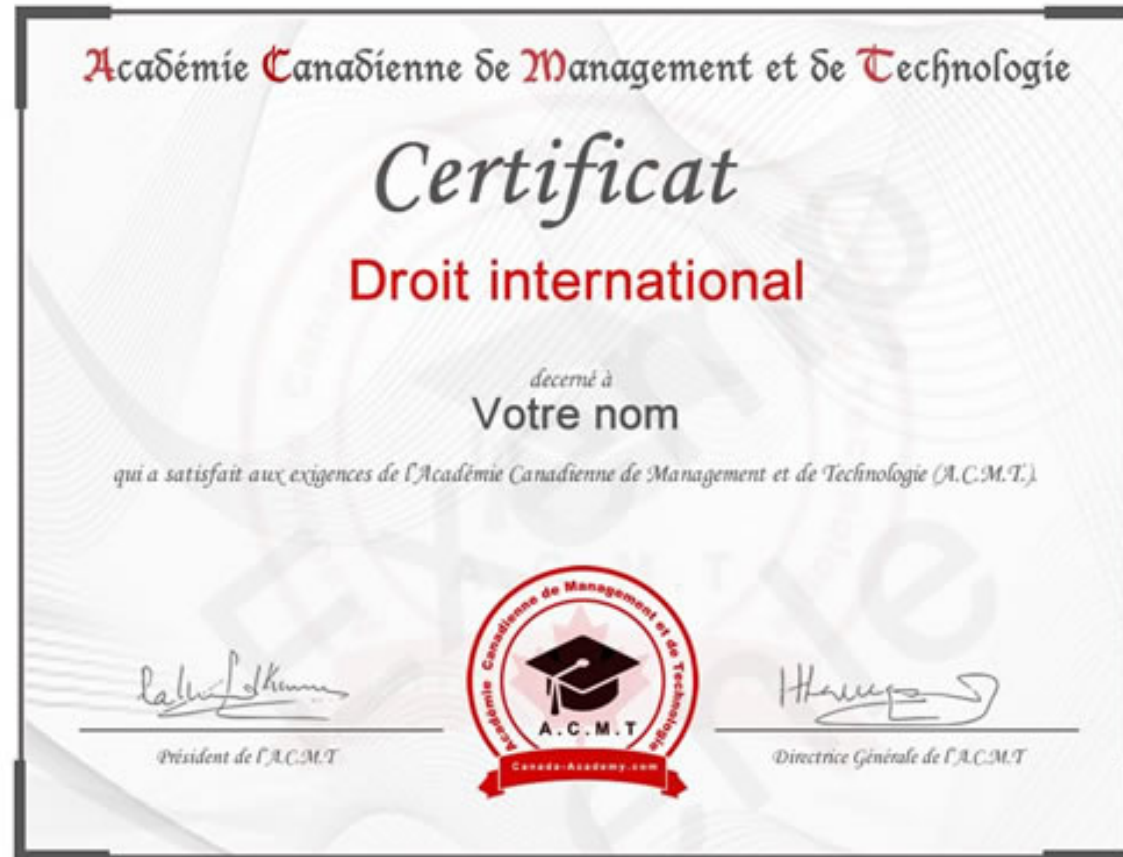 Académie Canadienne de Management et de Technologie
Certificat
Droit international
decerné à
Votre nom
qui a satisfait aux exigences de l'Académie Canadienne de Management et de Technologie (A.C.M.T.).
Académie Canadienne de Management et de Technologie
A.C.M.T
Canada-Academy.com
Président de l'A.C.M.T
Directrice Générale de l'A.C.M.T